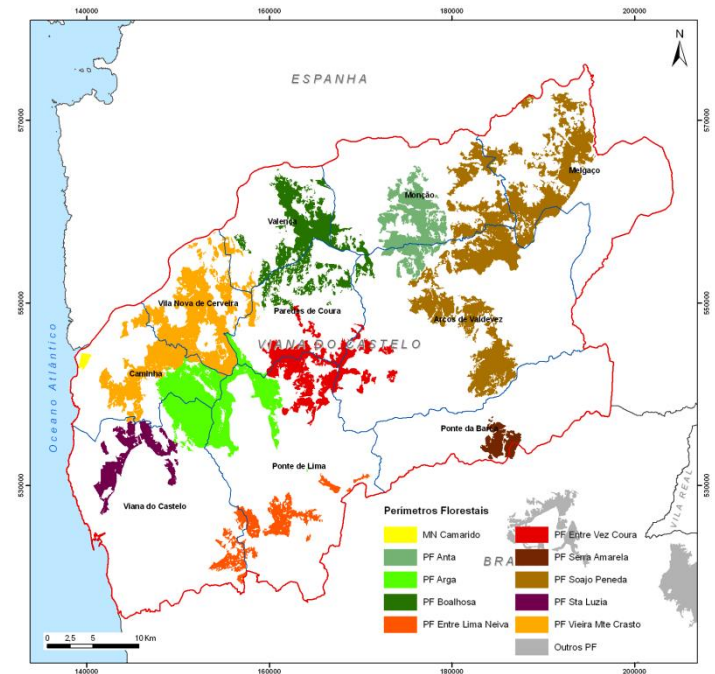 140000 160000 180000 200000
N
ESPANHA
570000 570000
Melgaço
Monção
Valença
550000 550000
Vila Nova de Cerveira
Paredes de Coura
Arcos de Valdevez
VIANA DO CASTELO
Oceano Atlântico
Caminha
Ponte da Barca
Ponte de Lima
530000 530000
Viana do Castelo
VILA REAL
Perimetros Florestais
MN Camarido
PF Entre Vez Coura
PF Anta
PF Serra Amarela
BRA
PF Arga
PF Soajo Peneda
PF Boalhosa
PF Sta Luzia
PF Entre Lima Neiva
PF Vieira Mte Crasto
Outros PF
0 2,5 5 10 Km
140000 160000 180000 200000